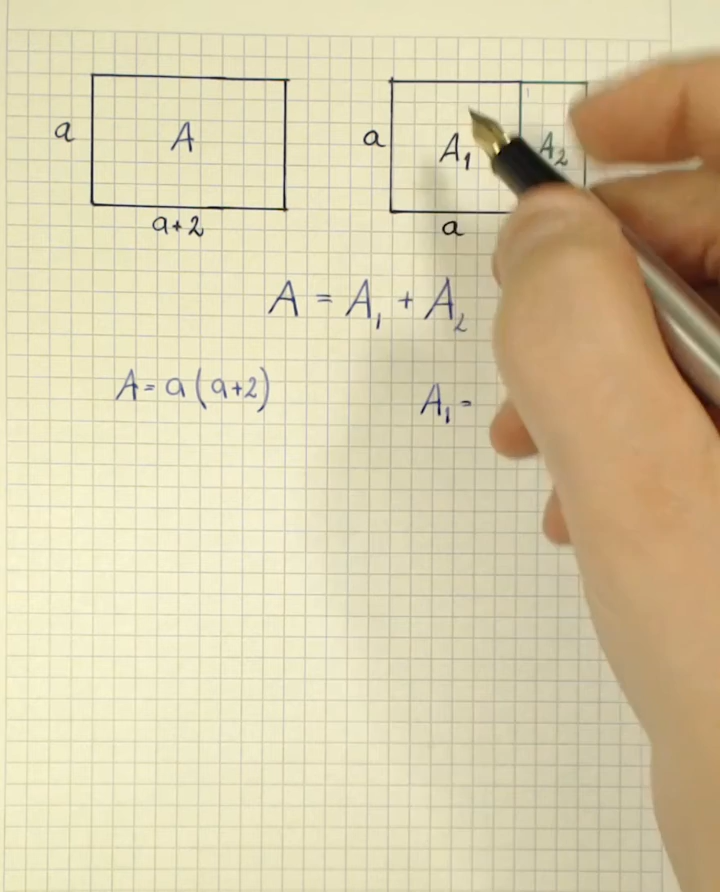 a A a A₁ A₂
a+2 a
A = A₁ + A₂
A = a(a+2) A₁ =